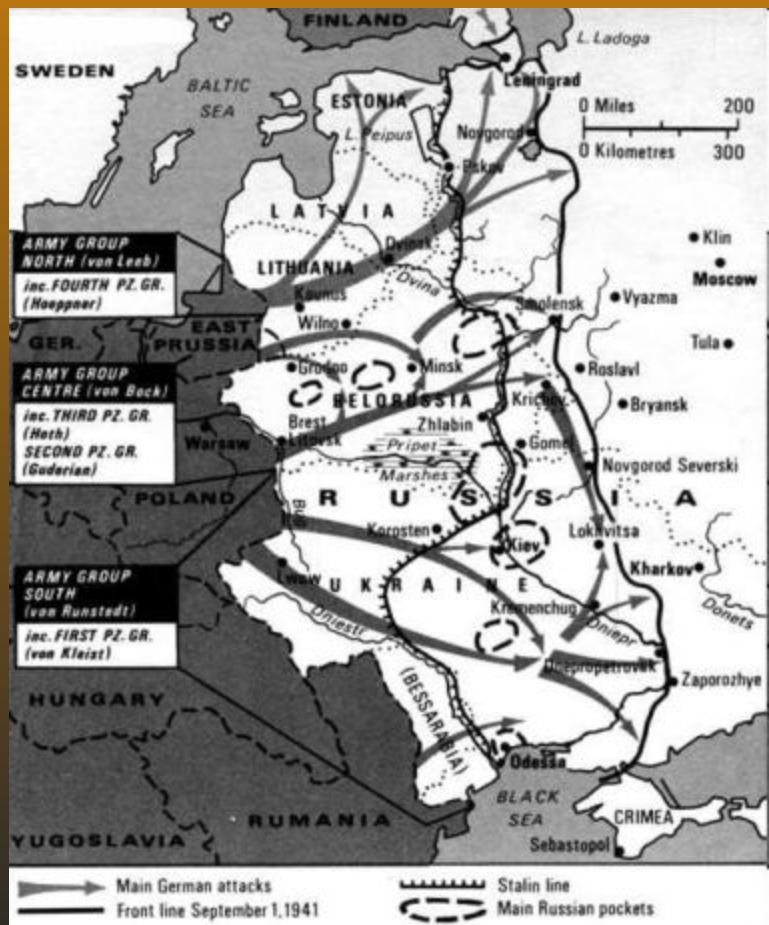 FINLAND
L. Ladoga
SWEDEN
BALTIC
SEA
Leningrad
ESTONIA
0 Miles 200
L. Peipus
Novgorod
0 Kilometres 300
Pskov
LATVIA
ARMY GROUP
NORTH (von Leeb)
inc. FOURTH PZ. GR.
(Hoeppner)
Dvinsk
Klin
Moscow
LITHUANIA
Dvina
Kaunus
Smolensk
Vyazma
Wilno
EAST
PRUSSIA
GER.
Tula
ARMY GROUP
CENTRE (von Bock)
inc. THIRD PZ. GR.
(Hoth)
SECOND PZ. GR.
(Guderian)
Grodno
Minsk
Roslavl
BELORUSSIA
Krichev
Bryansk
Brest
Litovsk
Zhlabin
Warsaw
Pripet
Marshes
Gomel
Novgorod Severski
POLAND
RUSSIA
Bug
Korosten
Kiev
Lokhvitsa
Kharkov
ARMY GROUP
SOUTH
(von Runstedt)
inc. FIRST PZ. GR.
(von Kleist)
Lwow
UKRAINE
Kremenchug
Dniestr
Dniepr
Donets
Dnepropetrovsk
Zaporozhye
HUNGARY
(BESSARABIA)
Odessa
BLACK
SEA
RUMANIA
CRIMEA
YUGOSLAVIA
Sebastopol
Main German attacks
Stalin line
Front line September 1, 1941
Main Russian pockets